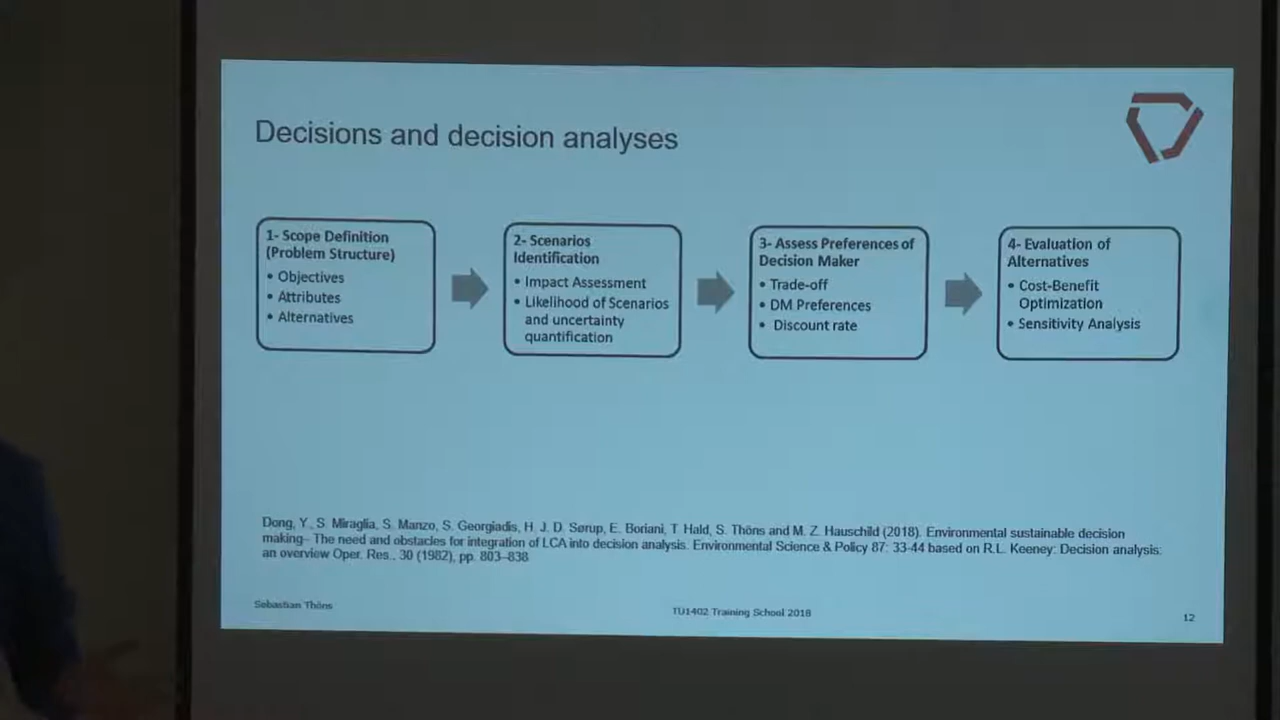 Decisions and decision analyses
1- Scope Definition
(Problem Structure)
• Objectives
• Attributes
• Alternatives
2- Scenarios
Identification
• Impact Assessment
• Likelihood of Scenarios
and uncertainty
quantification
3- Assess Preferences of
Decision Maker
• Trade-off
• DM Preferences
• Discount rate
4- Evaluation of
Alternatives
• Cost-Benefit
Optimization
• Sensitivity Analysis
Dong, Y., S. Miraglia, S. Manzo, S. Georgiadis, H. J. D. Sørup, E. Boriani, T. Hald, S. Thöns and M. Z. Hauschild (2018). Environmental sustainable decision
making– The need and obstacles for integration of LCA into decision analysis. Environmental Science & Policy 87: 33-44 based on R.L. Keeney: Decision analysis:
an overview Oper. Res., 30 (1982), pp. 803–838
Sebastian Thöns
TU1402 Training School 2018
12